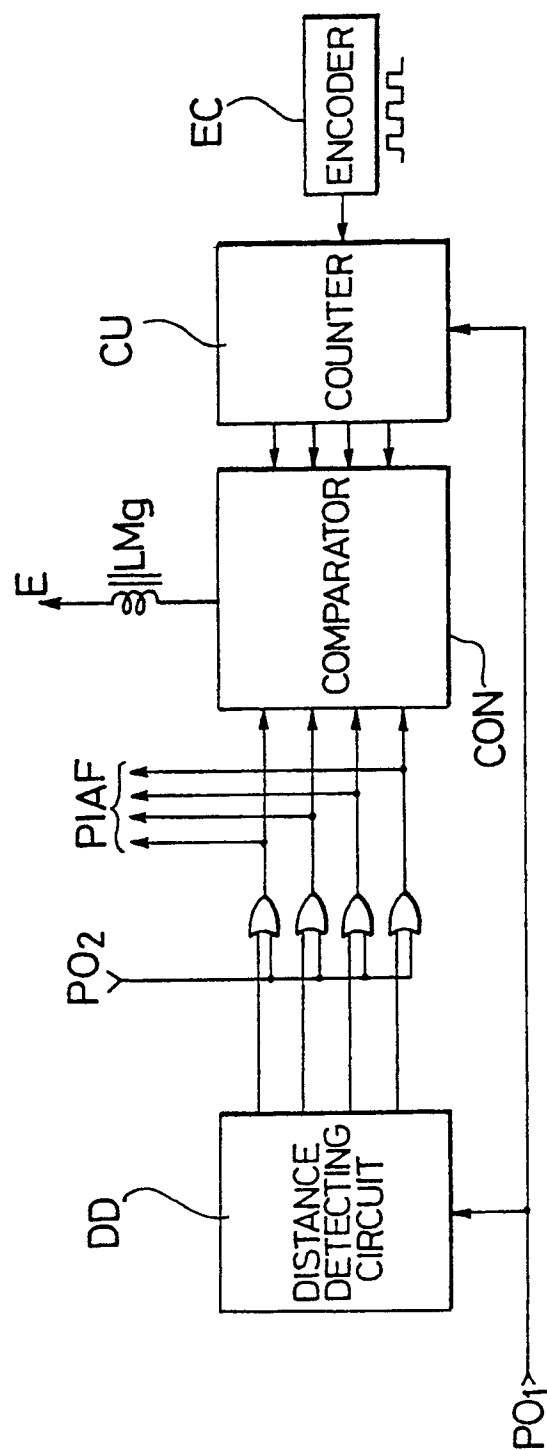 E
LMg
PIAF
PO2
DD
CU
EC
DISTANCE
DETECTING
CIRCUIT
COMPARATOR
COUNTER
ENCODER
CON
PO1